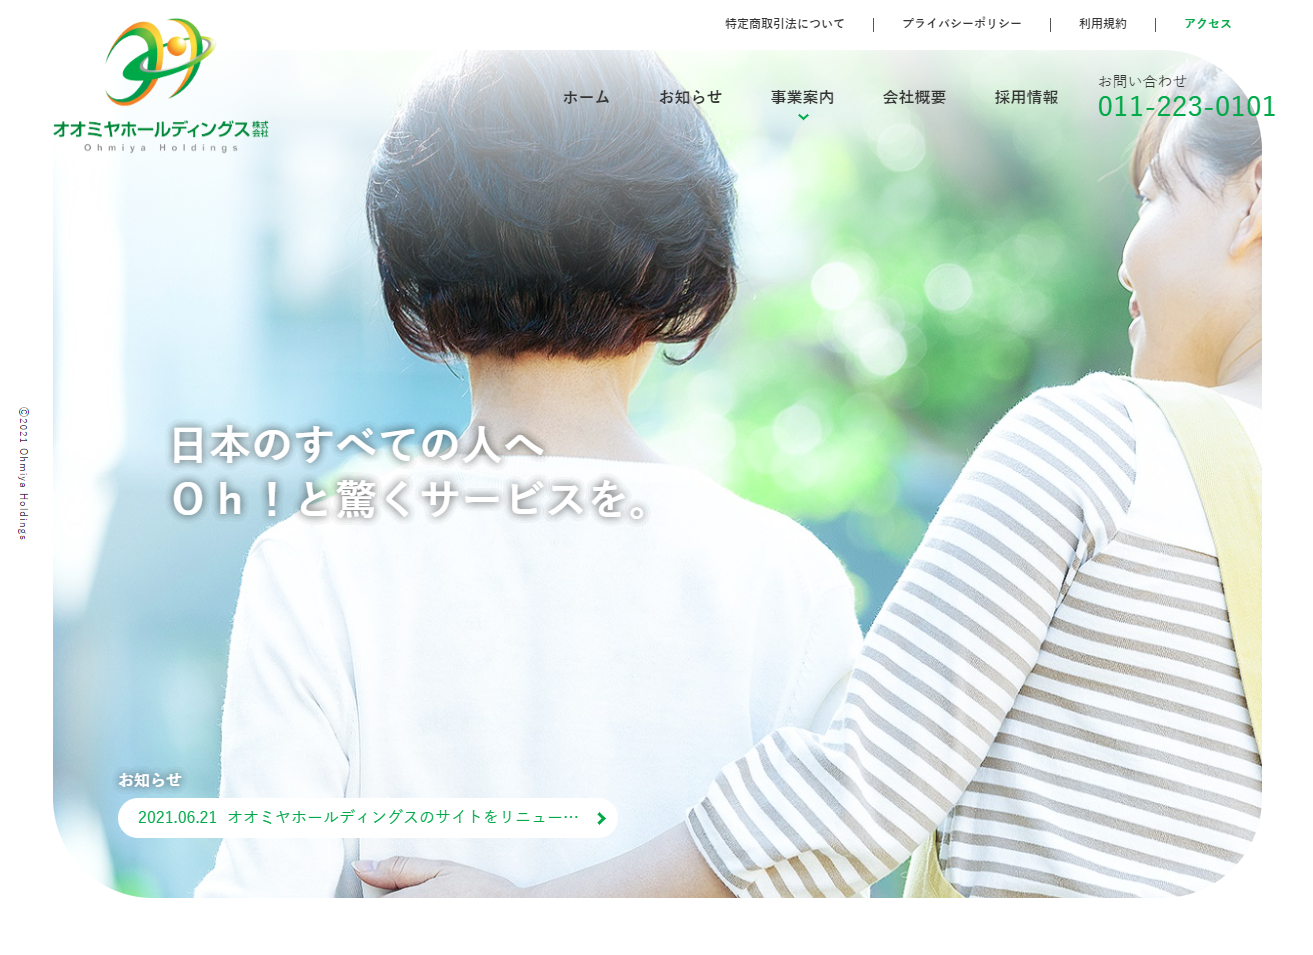 特定商取引法について
プライバシーポリシー
利用規約
アクセス
オオミヤホールディングス株式会社
Ohmiya Holdings
ホーム
お知らせ
事業案内
会社概要
採用情報
お問い合わせ
011-223-0101
日本のすべての人へ
Ｏｈ！と驚くサービスを。
©2021 Ohmiya Holdings
お知らせ
2021.06.21 オオミヤホールディングスのサイトをリニュー…